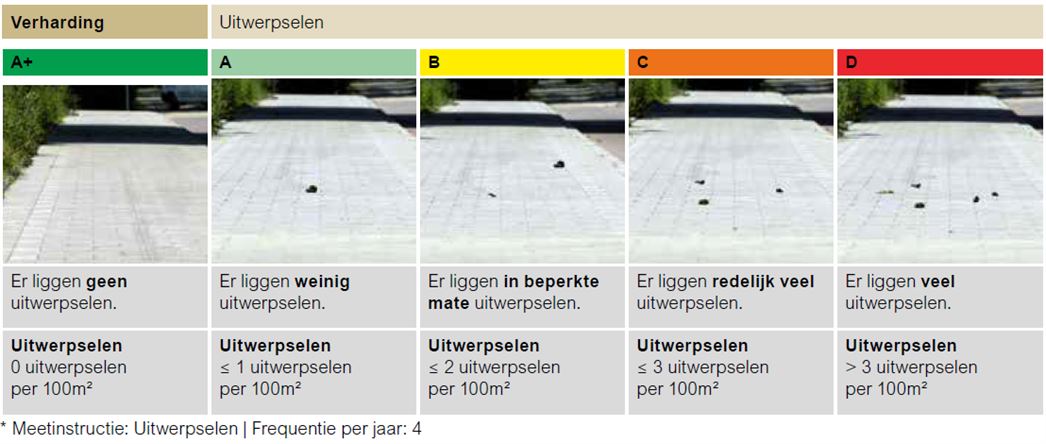 Verharding Uitwerpselen
A+ A B C D
Er liggen geen
uitwerpselen.
Er liggen weinig
uitwerpselen.
Er liggen in beperkte
mate uitwerpselen.
Er liggen redelijk veel
uitwerpselen.
Er liggen veel
uitwerpselen.
Uitwerpselen
0 uitwerpselen
per 100m²
Uitwerpselen
≤ 1 uitwerpselen
per 100m²
Uitwerpselen
≤ 2 uitwerpselen
per 100m²
Uitwerpselen
≤ 3 uitwerpselen
per 100m²
Uitwerpselen
> 3 uitwerpselen
per 100m²
* Meetinstructie: Uitwerpselen | Frequentie per jaar: 4